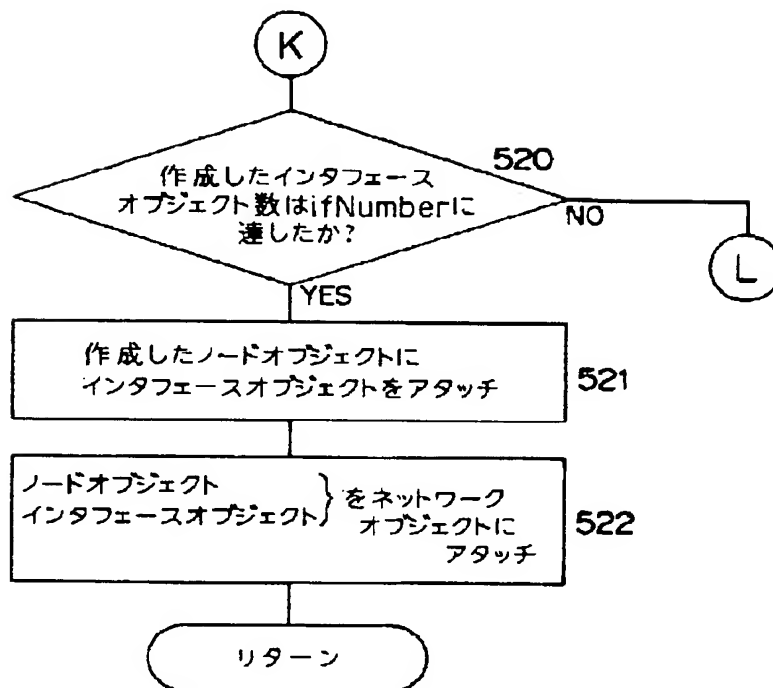 K
520
作成したインタフェース
オブジェクト数はifNumberに
達したか?
NO
L
YES
作成したノードオブジェクトに
インタフェースオブジェクトをアタッチ
521
ノードオブジェクト
インタフェースオブジェクト
}をネットワーク
オブジェクトに
アタッチ
522
リターン